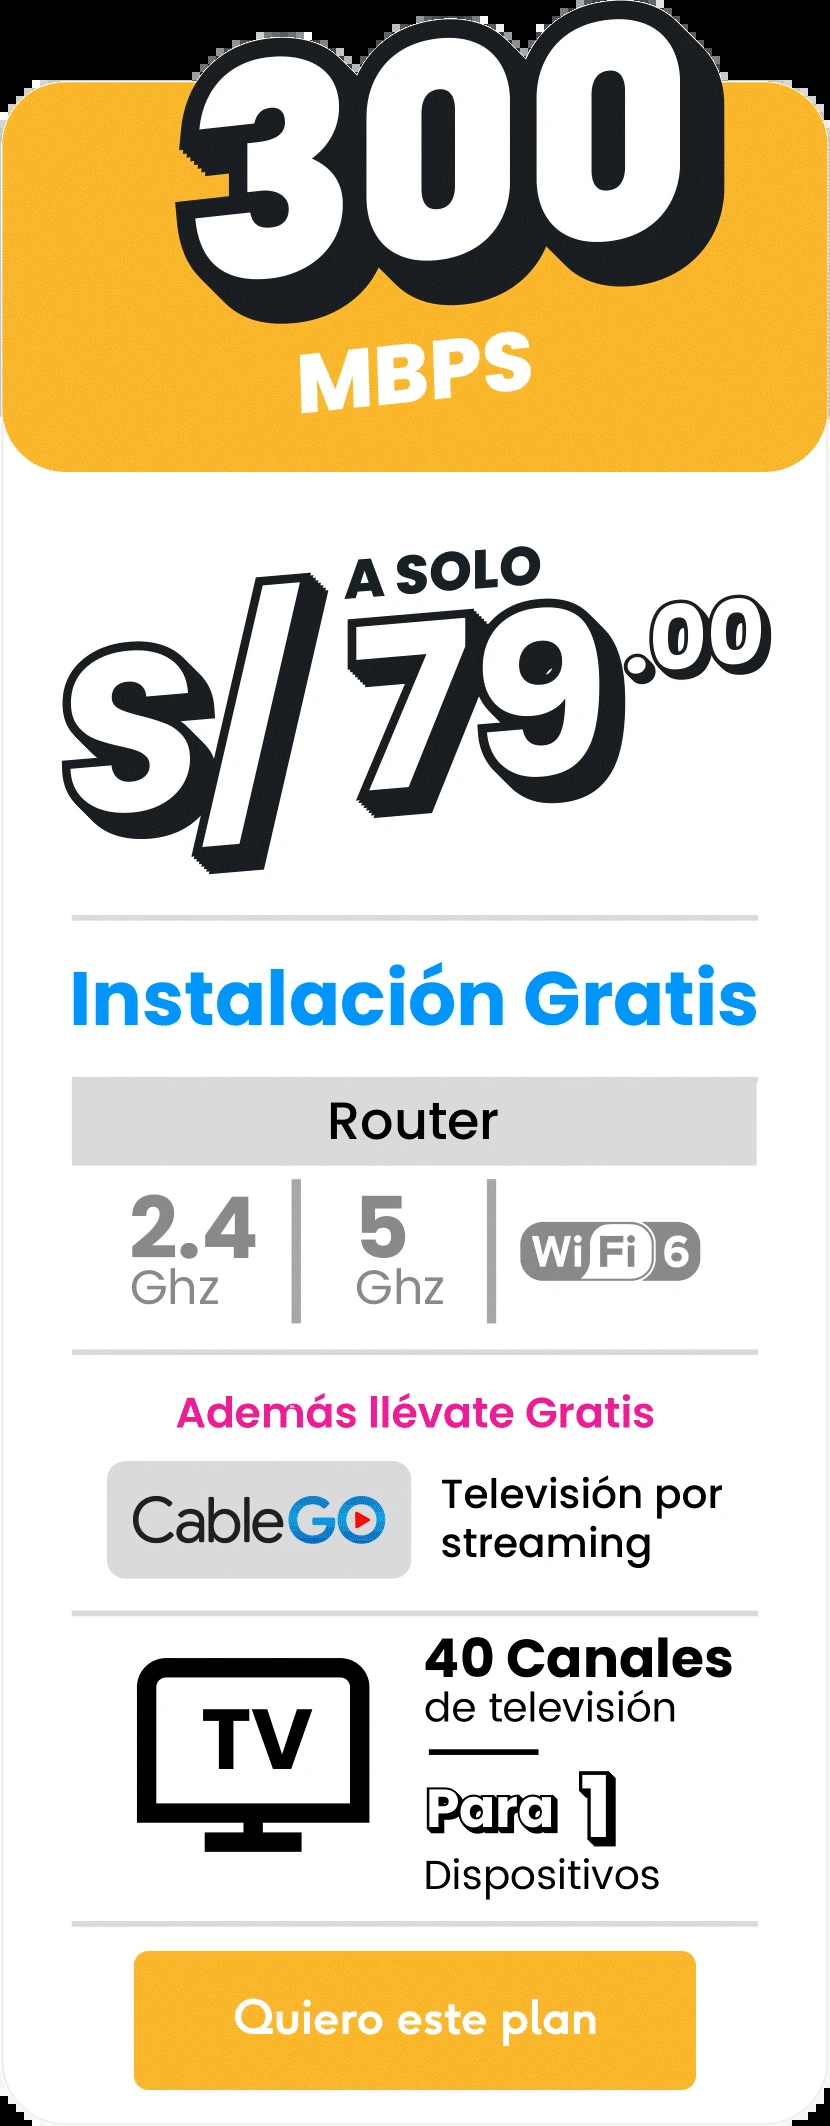 300
MBPS
A SOLO
S/ 79.00
Instalación Gratis
Router
2.4 5 WiFi 6
Ghz Ghz
Además llévate Gratis
CableGO
Televisión por
streaming
TV
40 Canales
de televisión
Para 1
Dispositivos
Quiero este plan